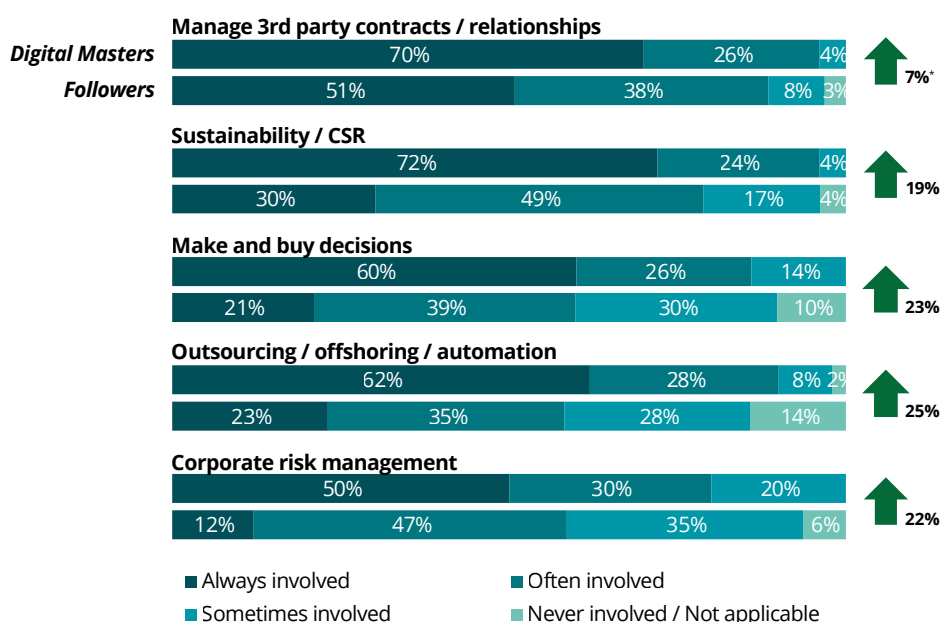 Manage 3rd party contracts / relationships
Digital Masters 70% 26% 4%
7%*
Followers 51% 38% 8% 3%
Sustainability / CSR
72% 24% 4%
19%
30% 49% 17% 4%
Make and buy decisions
60% 26% 14%
23%
21% 39% 30% 10%
Outsourcing / offshoring / automation
62% 28% 8% 2%
25%
23% 35% 28% 14%
Corporate risk management
50% 30% 20%
22%
12% 47% 35% 6%
Always involved Often involved
Sometimes involved Never involved / Not applicable